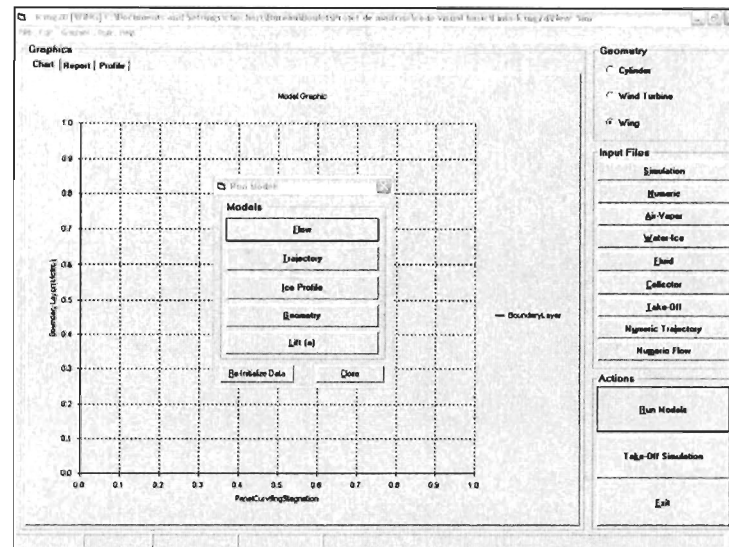 Graphics
Chart | Report | Profile |
Model Graphic
1.0
0.9
0.8
0.7
0.6
0.5
0.4
0.3
0.2
0.1
0.0
0.0 0.1 0.2 0.3 0.4 0.5 0.6 0.7 0.8 0.9 1.0
PanelCurvlingStagnation
BoundaryLayer
Run Models
Models
Flow
Trajectory
Ice Profile
Geometry
Lift (a)
Re-Initialize Data
Close
Geometry
Cylinder
Wind Turbine
Wing
Input Files
Simulation
Numeric
Air-Vapor
Water-Ice
Fluid
Collector
Take-Off
Numeric Trajectory
Numeric Flow
Actions
Run Models
Take-Off Simulation
Exit